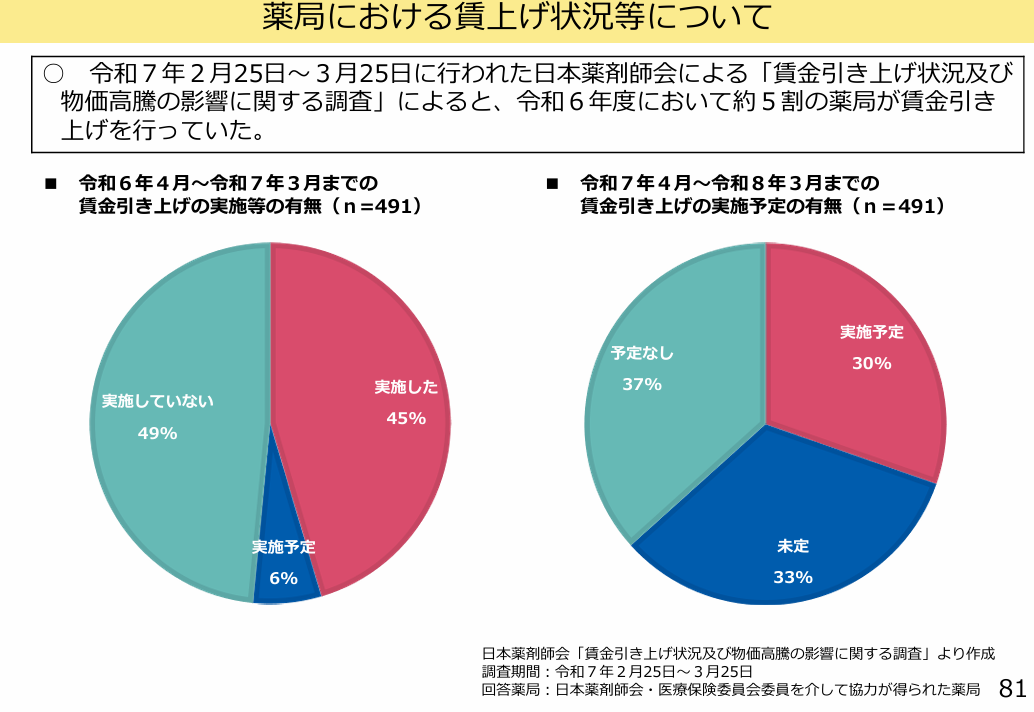 薬局における賃上げ状況等について
○ 令和７年２月25日～３月25日に行われた日本薬剤師会による「賃金引き上げ状況及び
物価高騰の影響に関する調査」によると、令和６年度において約５割の薬局が賃金引き
上げを行っていた。
■ 令和６年４月～令和７年３月までの
賃金引き上げの実施等の有無（ｎ=491）
■ 令和７年４月～令和８年３月までの
賃金引き上げの実施予定の有無（ｎ＝491）
実施していない
49%
実施した
45%
実施予定
6%
予定なし
37%
実施予定
30%
未定
33%
日本薬剤師会「賃金引き上げ状況及び物価高騰の影響に関する調査」より作成
調査期間：令和７年２月25日～３月25日
回答薬局：日本薬剤師会・医療保険委員会委員を介して協力が得られた薬局
81